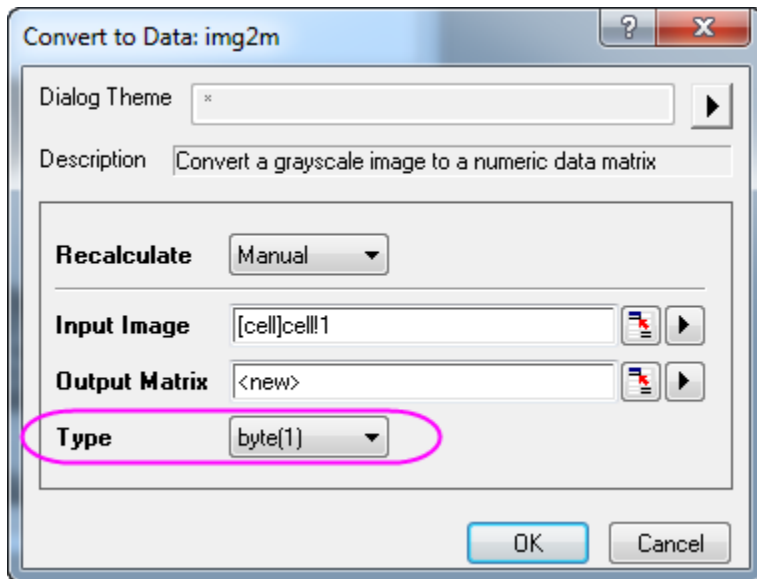 Convert to Data: img2m
?
Dialog Theme *
Description Convert a grayscale image to a numeric data matrix
Recalculate Manual
Input Image [cell]cell!1
Output Matrix <new>
Type byte(1)
OK Cancel